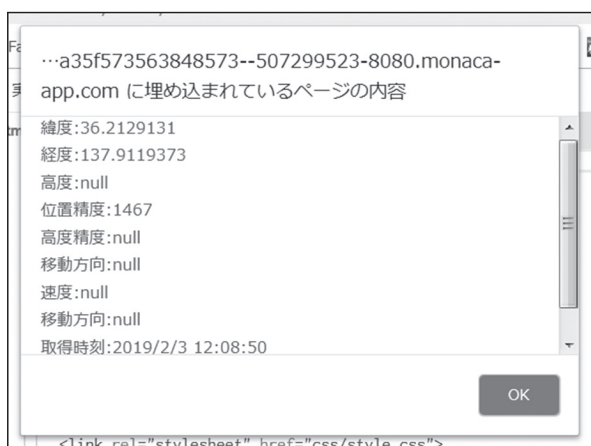 …a35f573563848573--507299523-8080.monaca-
app.com に埋め込まれているページの内容
緯度:36.2129131
経度:137.9119373
高度:null
位置精度:1467
高度精度:null
移動方向:null
速度:null
移動方向:null
取得時刻:2019/2/3 12:08:50
OK
<link rel="stylesheet" href="css/style.css">